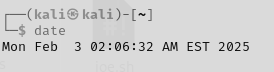 ┌──(kali㉿kali)-[~]
└─$ date
Mon Feb  3 02:06:32 AM EST 2025